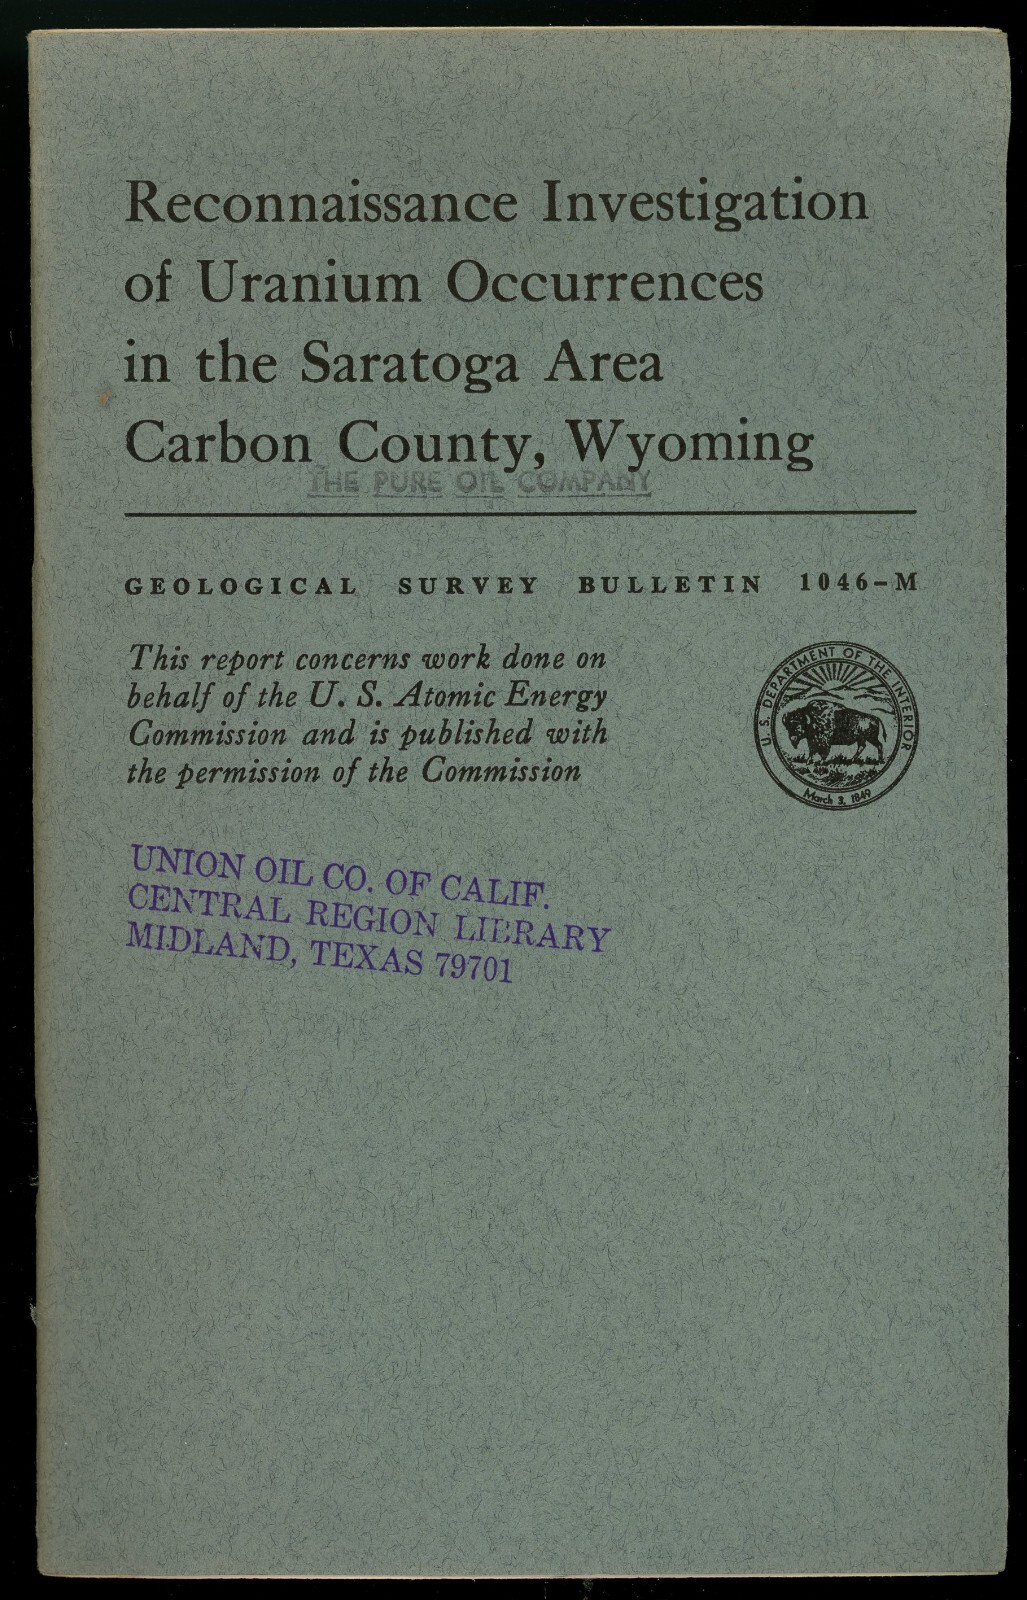 Reconnaissance Investigation
of Uranium Occurrences
in the Saratoga Area
Carbon County, Wyoming
THE PURE OIL COMPANY
GEOLOGICAL SURVEY BULLETIN 1046-M
This report concerns work done on
behalf of the U. S. Atomic Energy
Commission and is published with
the permission of the Commission
U. S. DEPARTMENT OF THE INTERIOR
March 3, 1849
UNION OIL CO. OF CALIF.
CENTRAL REGION LIBRARY
MIDLAND, TEXAS 79701